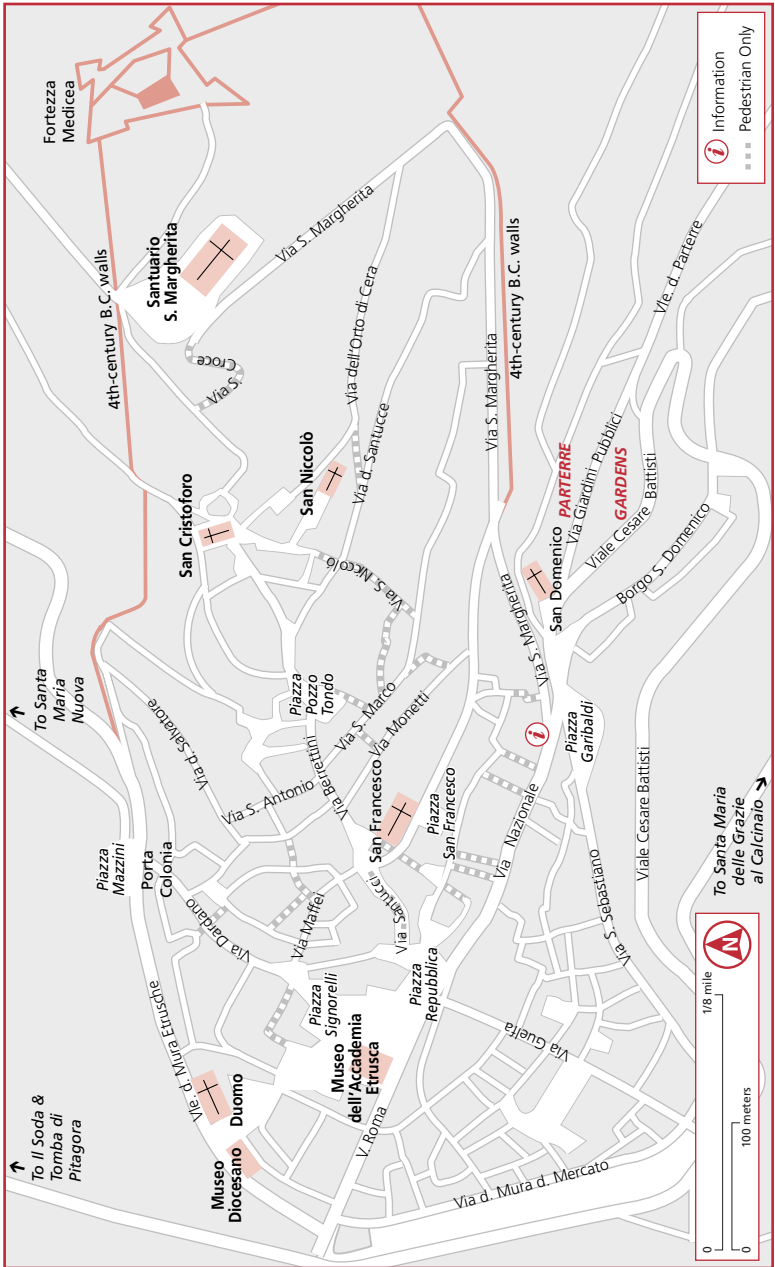 To Il Soda &
Tomba di
Pitagora
Museo
Diocesano
Duomo
Vle. d. Mura Etrusche
Piazza
Mazzini
Porta
Colonia
To Santa
Maria
Nuova
4th-century B.C. walls
Fortezza
Medicea
Santuario
S. Margherita
Via S. Margherita
Via S. Croce
San Cristoforo
San Niccolò
Via dell'Orto di Cera
Via d. Santucce
Via S. Niccoló
Via d. Salvatore
Via Dardano
Via Maffei
Via S. Antonio
Via Berrettini
Piazza
Pozzo
Tondo
Via S. Marco
Via Monetti
San Francesco
Piazza
San Francesco
Via Santucci
Piazza
Signorelli
Museo
dell'Accademia
Etrusca
Piazza
Repubblica
V. Roma
Via Guelfa
Via Nazionale
i
Piazza
Garibaldi
Via S. Margherita
Via S. Margherita
4th-century B.C. walls
San Domenico
PARTERRE
GARDENS
Via Giardini Pubblici
Vle. d. Parterre
Viale Cesare Battisti
Borgo S. Domenico
Via S. Sebastiano
Viale Cesare Battisti
Via d. Mura d. Mercato
To Santa Maria
delle Grazie
al Calcinaio
0 1/8 mile
0 100 meters
N
i Information
Pedestrian Only